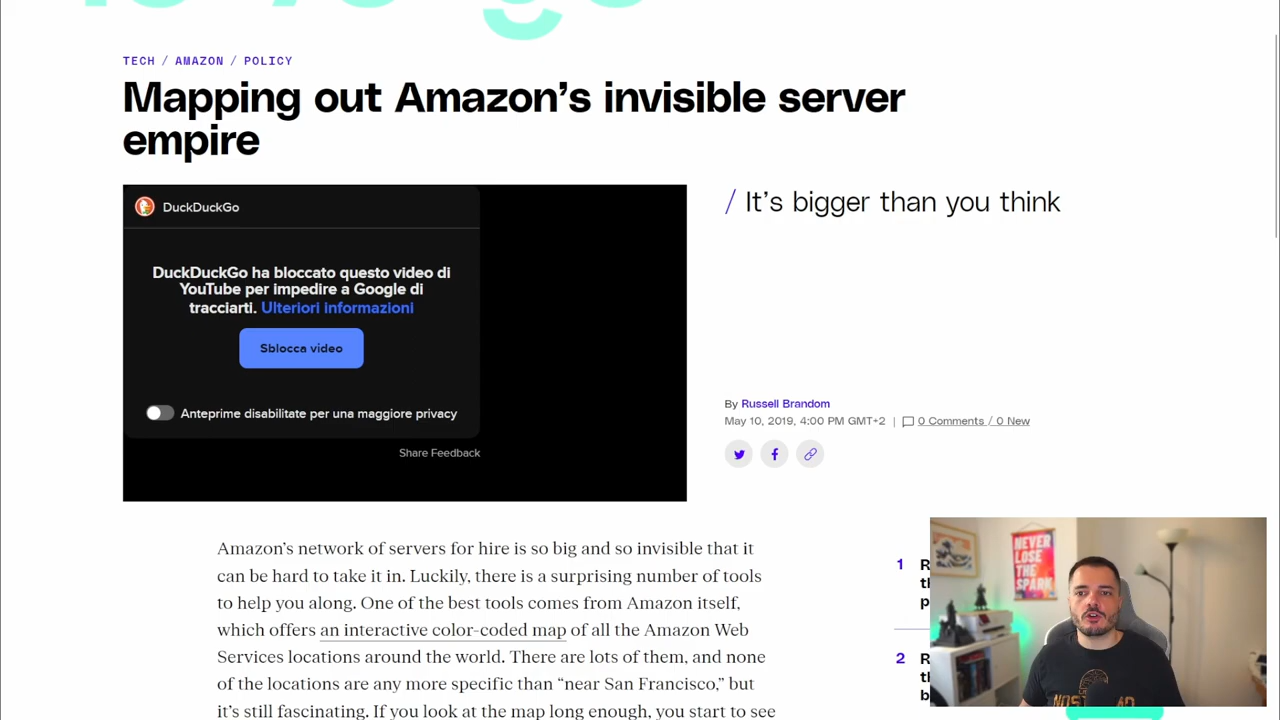 TECH / AMAZON / POLICY
Mapping out Amazon's invisible server
empire
DuckDuckGo
DuckDuckGo ha bloccato questo video di
YouTube per impedire a Google di
tracciarti. Ulteriori informazioni
Sblocca video
Anteprime disabilitate per una maggiore privacy
Share Feedback
/ It's bigger than you think
By Russell Brandom
May 10, 2019, 4:00 PM GMT+2 | 0 Comments / 0 New
Amazon's network of servers for hire is so big and so invisible that it
can be hard to take it in. Luckily, there is a surprising number of tools
to help you along. One of the best tools comes from Amazon itself,
which offers an interactive color-coded map of all the Amazon Web
Services locations around the world. There are lots of them, and none
of the locations are any more specific than “near San Francisco,” but
it's still fascinating. If you look at the map long enough, you start to see
1
2
NEVER
LOSE
THE
SPARK